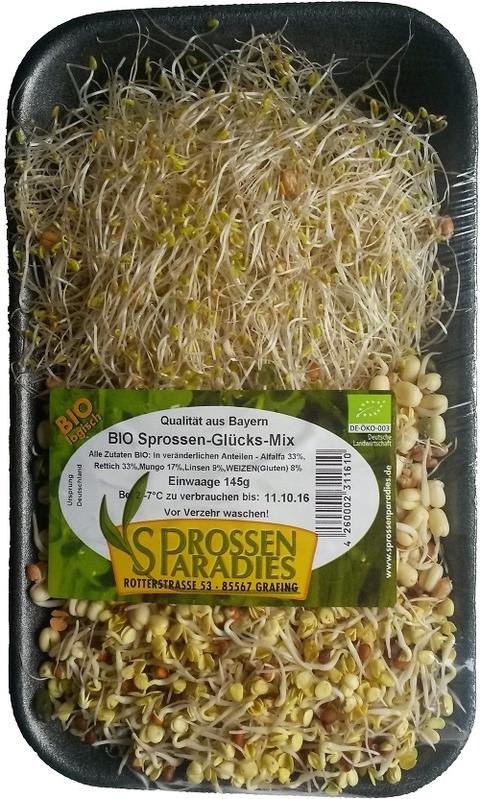 BIO
logisch
Qualität aus Bayern
BIO Sprossen-Glücks-Mix
Alle Zutaten BIO: in veränderlichen Anteilen - Alfalfa 33%,
Rettich 33%,Mungo 17%,Linsen 9%,WEIZEN(Gluten) 8%
Einwaage 145g
Bei 2-7°C zu verbrauchen bis: 11.10.16
Vor Verzehr waschen!
SPROSSEN
PARADIES
ROTTERSTRASSE 53 - 85567 GRAFING
Ursprung
Deutschland
4 260002 311610
DE-ÖKO-003
Deutsche
Landwirtschaft
www.sprossenparadies.de